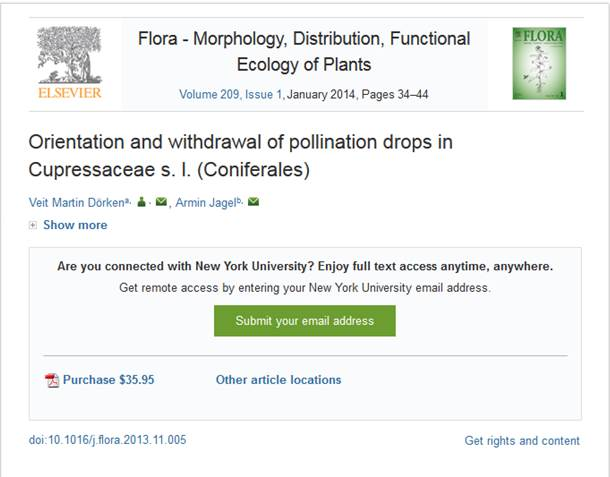 Flora - Morphology, Distribution, Functional
Ecology of Plants
ELSEVIER
FLORA
Volume 209, Issue 1, January 2014, Pages 34–44
Orientation and withdrawal of pollination drops in
Cupressaceae s. l. (Coniferales)
Veit Martin Dörken a, , Armin Jagel b,
Show more
Are you connected with New York University? Enjoy full text access anytime, anywhere.
Get remote access by entering your New York University email address.
Submit your email address
Purchase $35.95 Other article locations
doi:10.1016/j.flora.2013.11.005 Get rights and content